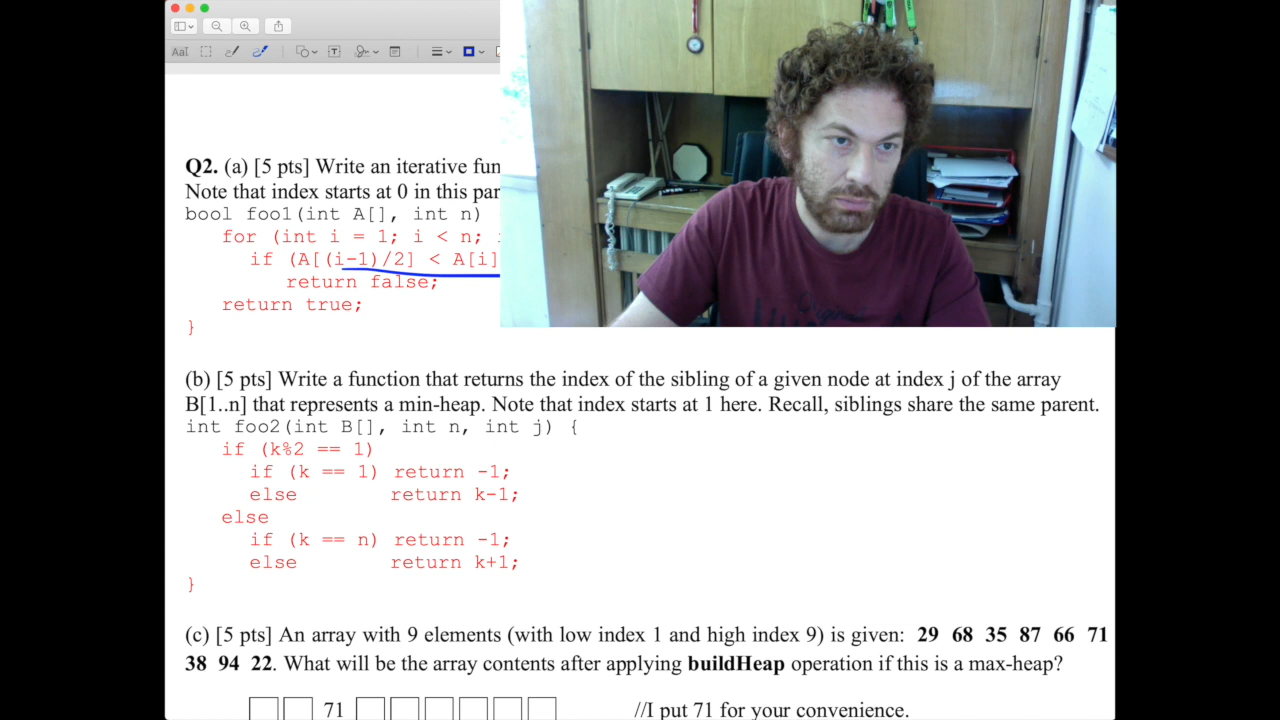 AaI
Q2. (a) [5 pts] Write an iterative fun
Note that index starts at 0 in this par
bool foo1(int A[], int n)
for (int i = 1; i < n;
if (A[(i-1)/2] < A[i]
return false;
return true;
}
(b) [5 pts] Write a function that returns the index of the sibling of a given node at index j of the array
B[1..n] that represents a min-heap. Note that index starts at 1 here. Recall, siblings share the same parent.
int foo2(int B[], int n, int j) {
if (k%2 == 1)
if (k == 1) return -1;
else return k-1;
else
if (k == n) return -1;
else return k+1;
}
(c) [5 pts] An array with 9 elements (with low index 1 and high index 9) is given: 29 68 35 87 66 71
38 94 22. What will be the array contents after applying buildHeap operation if this is a max-heap?
71 //I put 71 for your convenience.